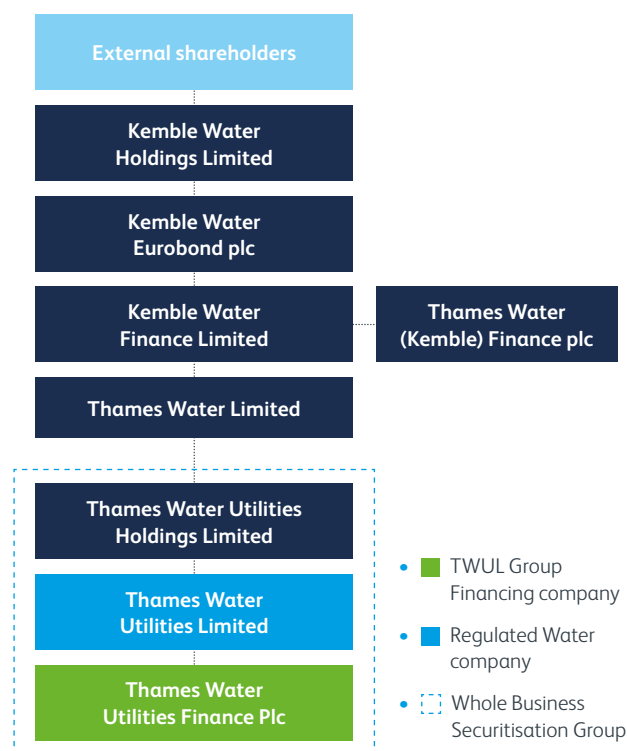 External shareholders
Kemble Water
Holdings Limited
Kemble Water
Eurobond plc
Kemble Water
Finance Limited
Thames Water
(Kemble) Finance plc
Thames Water Limited
Thames Water Utilities
Holdings Limited
Thames Water
Utilities Limited
Thames Water
Utilities Finance Plc
TWUL Group
Financing company
Regulated Water
company
Whole Business
Securitisation Group